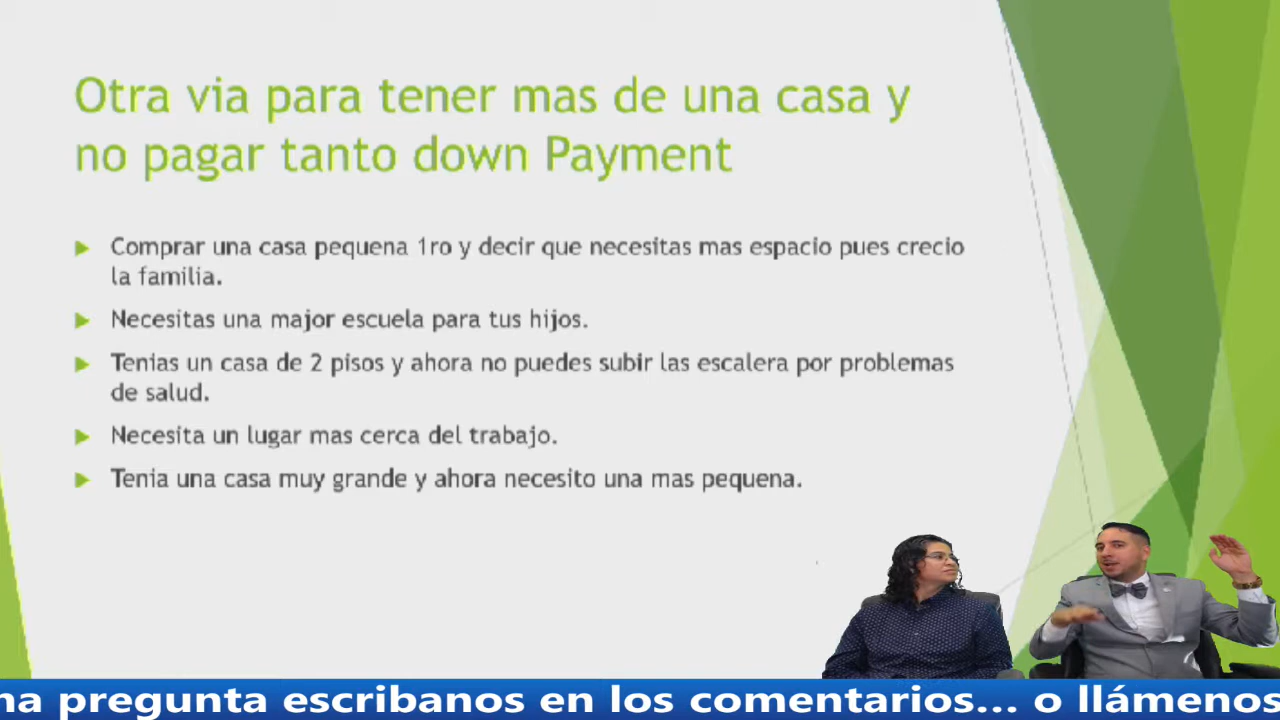 Otra via para tener mas de una casa y
no pagar tanto down Payment
Comprar una casa pequena 1ro y decir que necesitas mas espacio pues crecio
la familia.
Necesitas una major escuela para tus hijos.
Tenias un casa de 2 pisos y ahora no puedes subir las escalera por problemas
de salud.
Necesita un lugar mas cerca del trabajo.
Tenia una casa muy grande y ahora necesito una mas pequena.
na pregunta escribanos en los comentarios... o llámenos